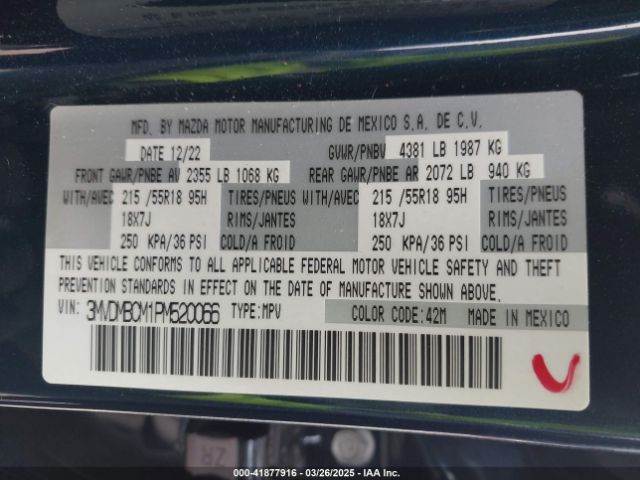 MFD. BY MAZDA MOTOR MANUFACTURING DE MEXICO S.A. DE C.V.
DATE 12/22 GVWR/PNBV 4381 LB 1987 KG
FRONT GAWR/PNBE AV 2355 LB 1068 KG REAR GAWR/PNBE AR 2072 LB 940 KG
WITH/AVEC 215 /55R18 95H TIRES/PNEUS WITH/AVEC 215 /55R18 95H TIRES/PNEUS
18X7J RIMS/JANTES 18X7J RIMS/JANTES
250 KPA/36 PSI COLD/A FROID 250 KPA/36 PSI COLD/A FROID
THIS VEHICLE CONFORMS TO ALL APPLICABLE FEDERAL MOTOR VEHICLE SAFETY AND THEFT
PREVENTION STANDARDS IN EFFECT ON THE DATE OF MANUFACTURE SHOWN ABOVE.
VIN: 3MVDMBCM1PM520066 TYPE:MPV COLOR CODE:42M MADE IN MEXICO
000-41877916 | 03/26/2025 | IAA Inc.